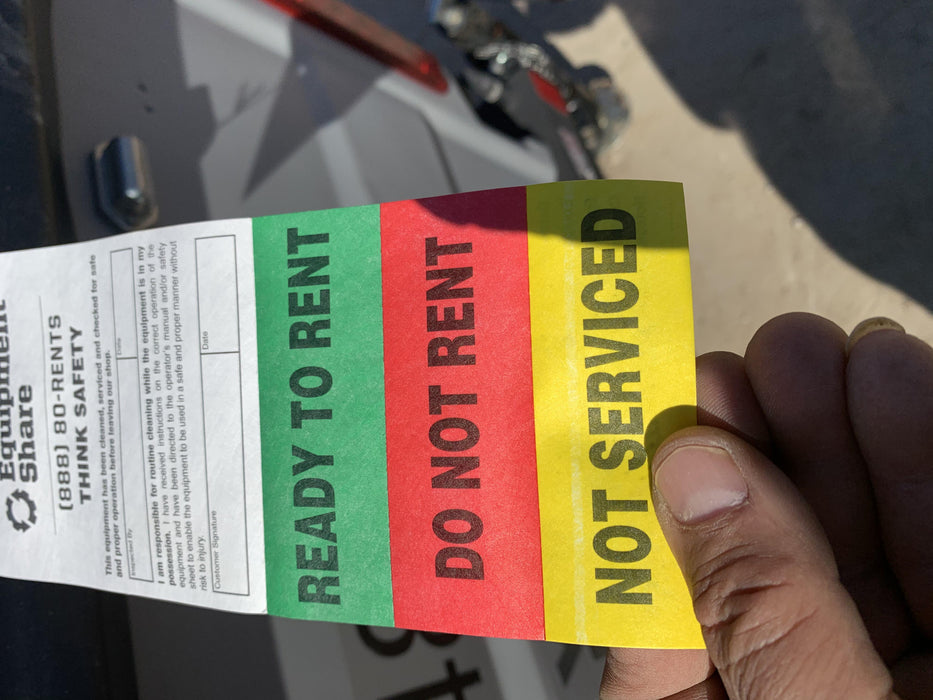 Equipment
Share
(888) 80-RENTS
THINK SAFETY
This equipment has been cleaned, serviced and checked for safe
and proper operation before leaving our shop.
Inspected By
Date
I am responsible for routine cleaning while the equipment is in my
possession. I have received instructions on the correct operation of the
equipment and have been directed to the operator's manual and/or safety
sheet to enable the equipment to be used in a safe and proper manner without
risk to injury.
Customer Signature
Date
READY TO RENT
DO NOT RENT
NOT SERVICED